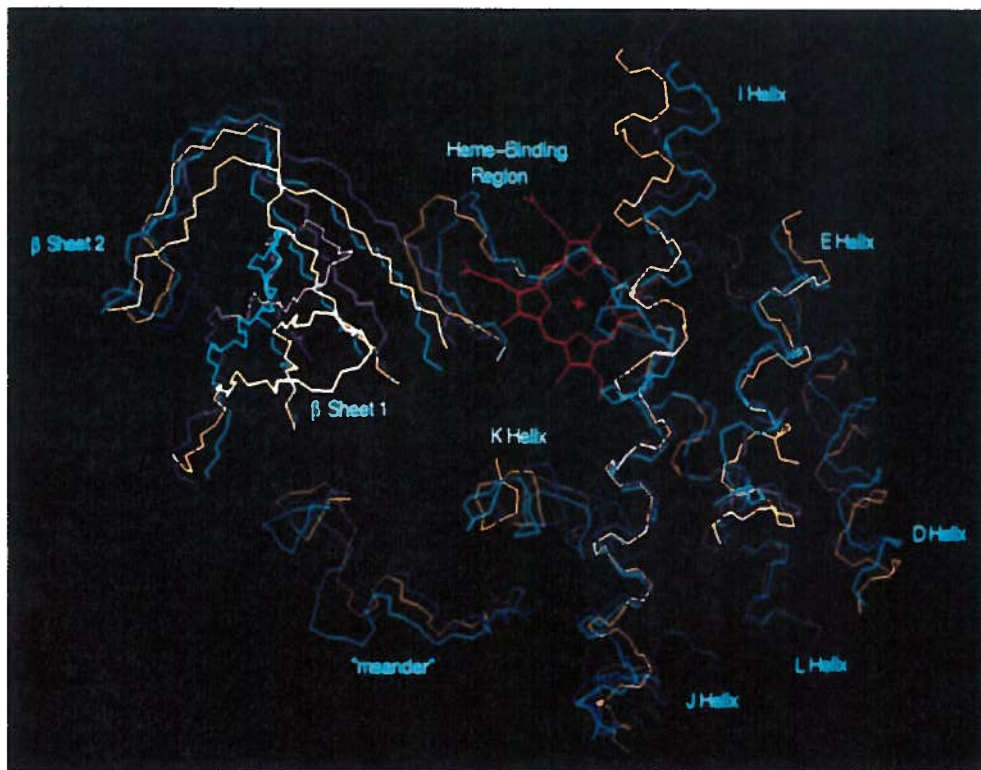 I Helix
Heme-Binding
Region
β Sheet 2
E Helix
β Sheet 1
K Helix
D Helix
"meander"
L Helix
J Helix